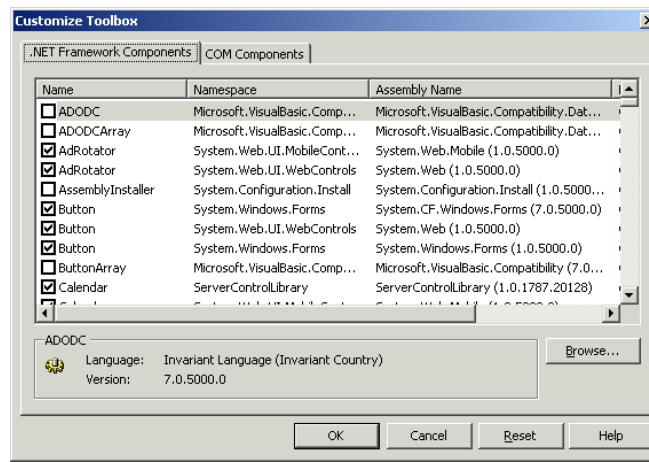 Customize Toolbox
.NET Framework Components COM Components
Name Namespace Assembly Name
ADODC Microsoft.VisualBasic.Comp... Microsoft.VisualBasic.Compatibility.Dat...
ADODCArray Microsoft.VisualBasic.Comp... Microsoft.VisualBasic.Compatibility.Dat...
AdRotator System.Web.UI.MobileCont... System.Web.Mobile (1.0.5000.0)
AdRotator System.Web.UI.WebControls System.Web (1.0.5000.0)
AssemblyInstaller System.Configuration.Install System.Configuration.Install (1.0.5000...
Button System.Windows.Forms System.CF.Windows.Forms (7.0.5000.0)
Button System.Web.UI.WebControls System.Web (1.0.5000.0)
Button System.Windows.Forms System.Windows.Forms (1.0.5000.0)
ButtonArray Microsoft.VisualBasic.Comp... Microsoft.VisualBasic.Compatibility (7.0...
Calendar ServerControlLibrary ServerControlLibrary (1.0.1787.20128)
ADODC
Language: Invariant Language (Invariant Country)
Version: 7.0.5000.0
Browse...
OK Cancel Reset Help